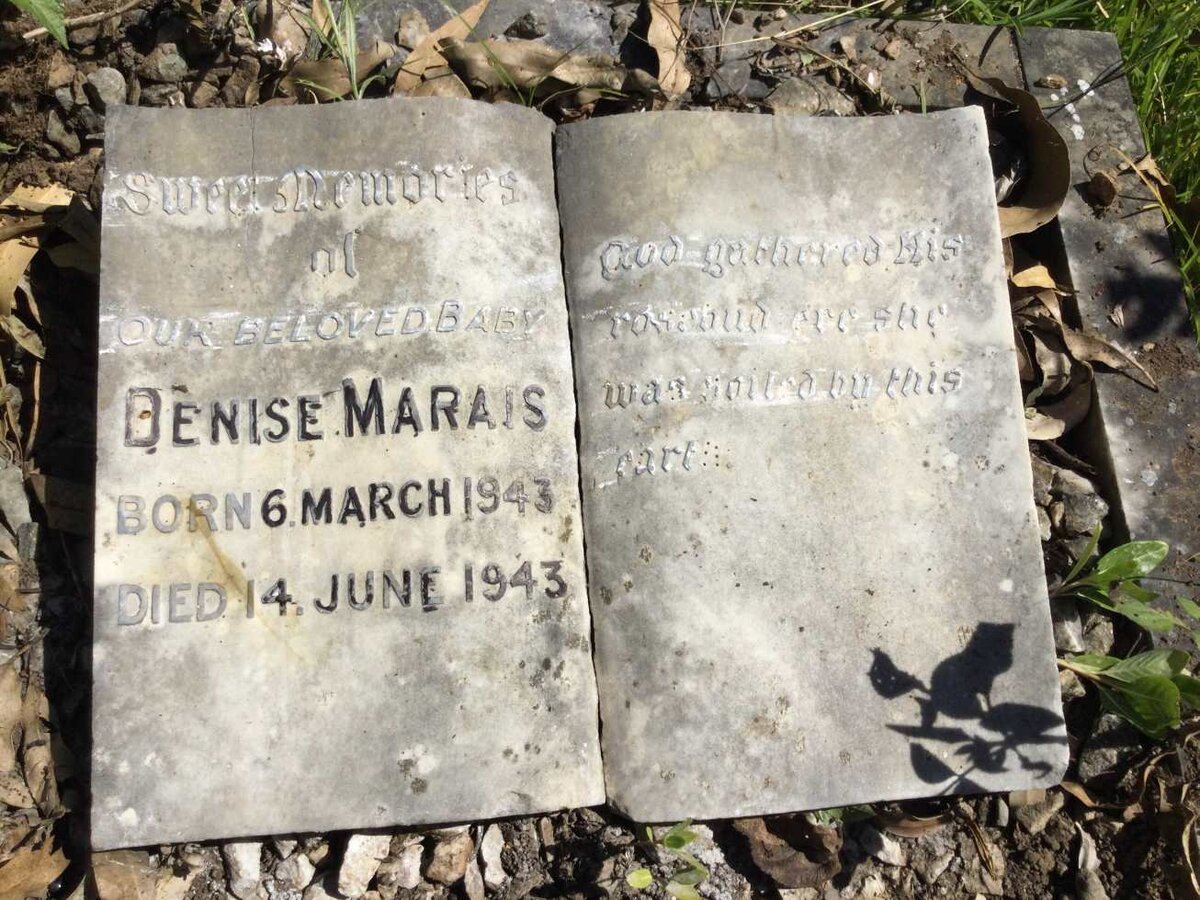 Sweet Memories
of
OUR BELOVED BABY
DENISE MARAIS
BORN 6. MARCH 1943
DIED. 14. JUNE 1943
God gathered His
rosebud ere she
was soiled by this
eart